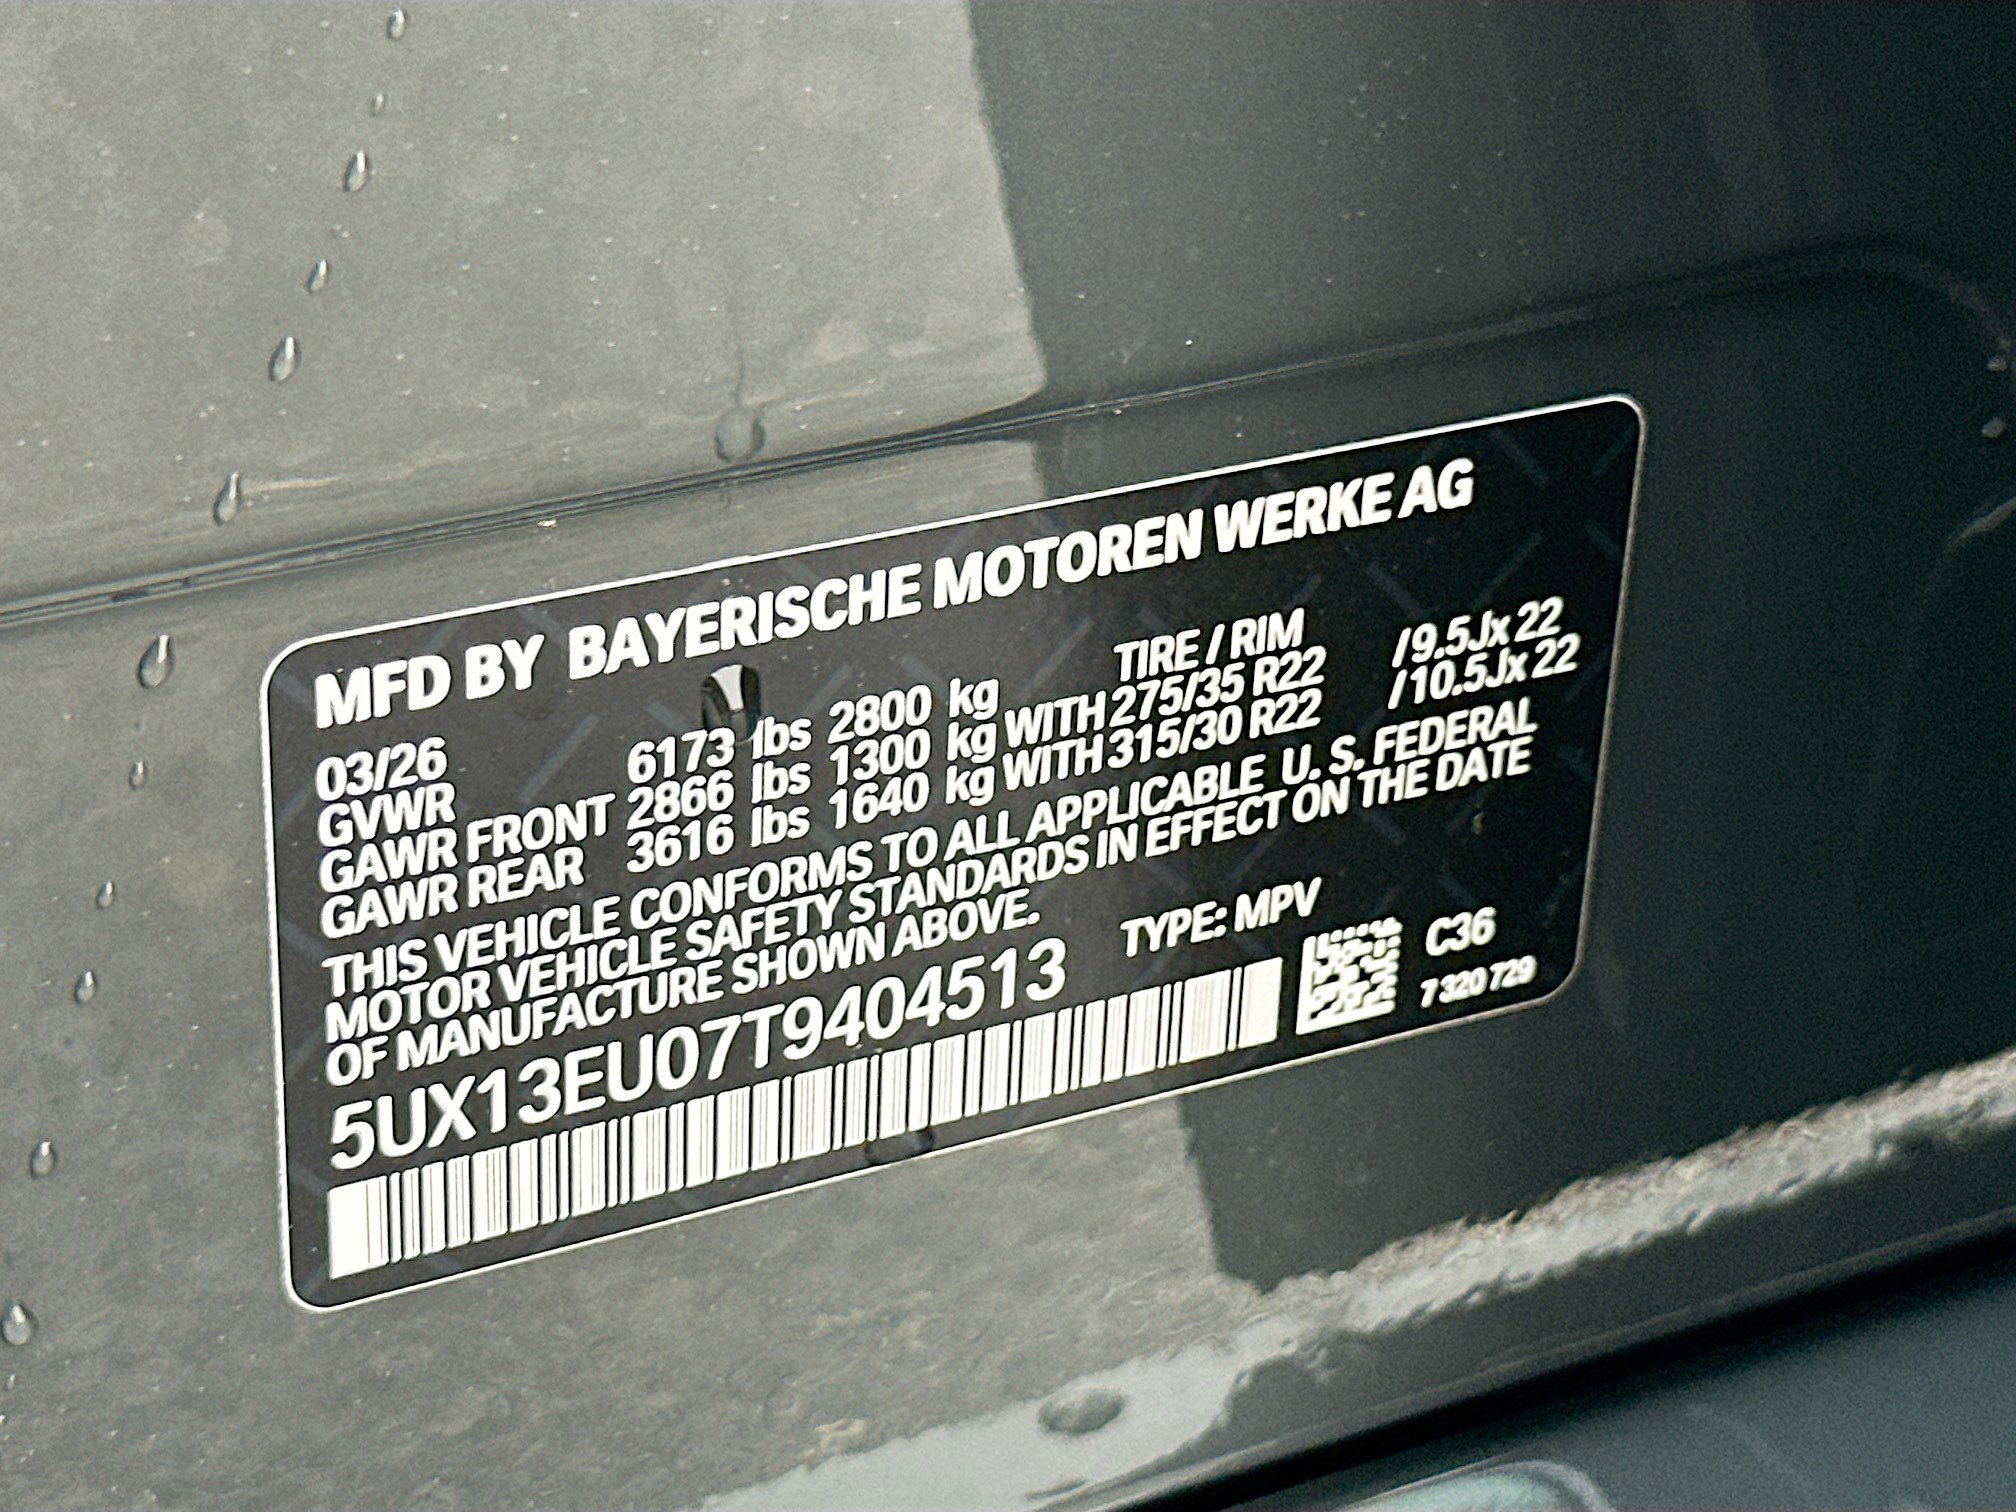 MFD BY BAYERISCHE MOTOREN WERKE AG
03/26 TIRE / RIM
GVWR 6173 lbs 2800 kg
GAWR FRONT 2866 lbs 1300 kg WITH 275/35 R22 /9.5Jx22
GAWR REAR 3616 lbs 1640 kg WITH 315/30 R22 /10.5Jx22
THIS VEHICLE CONFORMS TO ALL APPLICABLE U. S. FEDERAL
MOTOR VEHICLE SAFETY STANDARDS IN EFFECT ON THE DATE
OF MANUFACTURE SHOWN ABOVE.
5UX13EU07T9404513 TYPE: MPV
C36
7 320 729